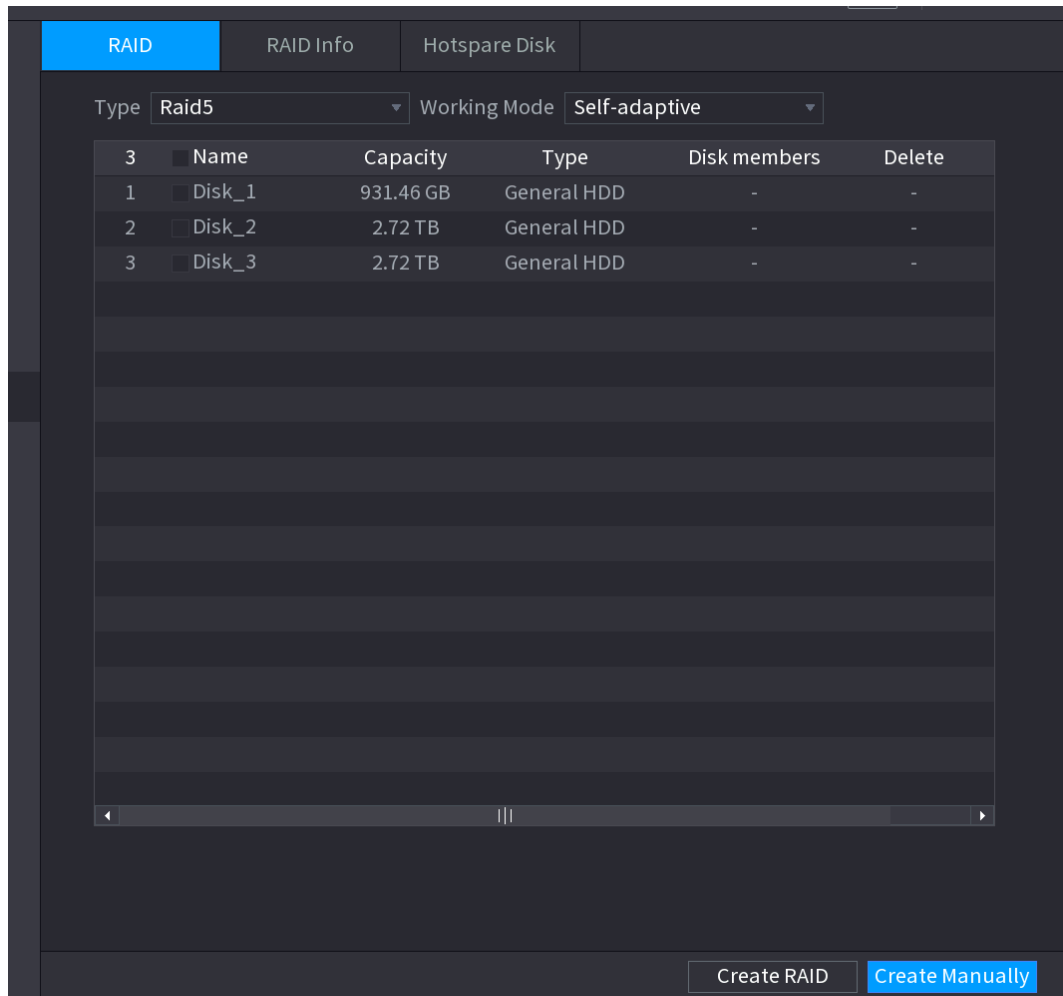 RAID RAID Info Hotspare Disk
Type Raid5 Working Mode Self-adaptive
3 Name Capacity Type Disk members Delete
1 Disk_1 931.46 GB General HDD - -
2 Disk_2 2.72 TB General HDD - -
3 Disk_3 2.72 TB General HDD - -
Create RAID Create Manually